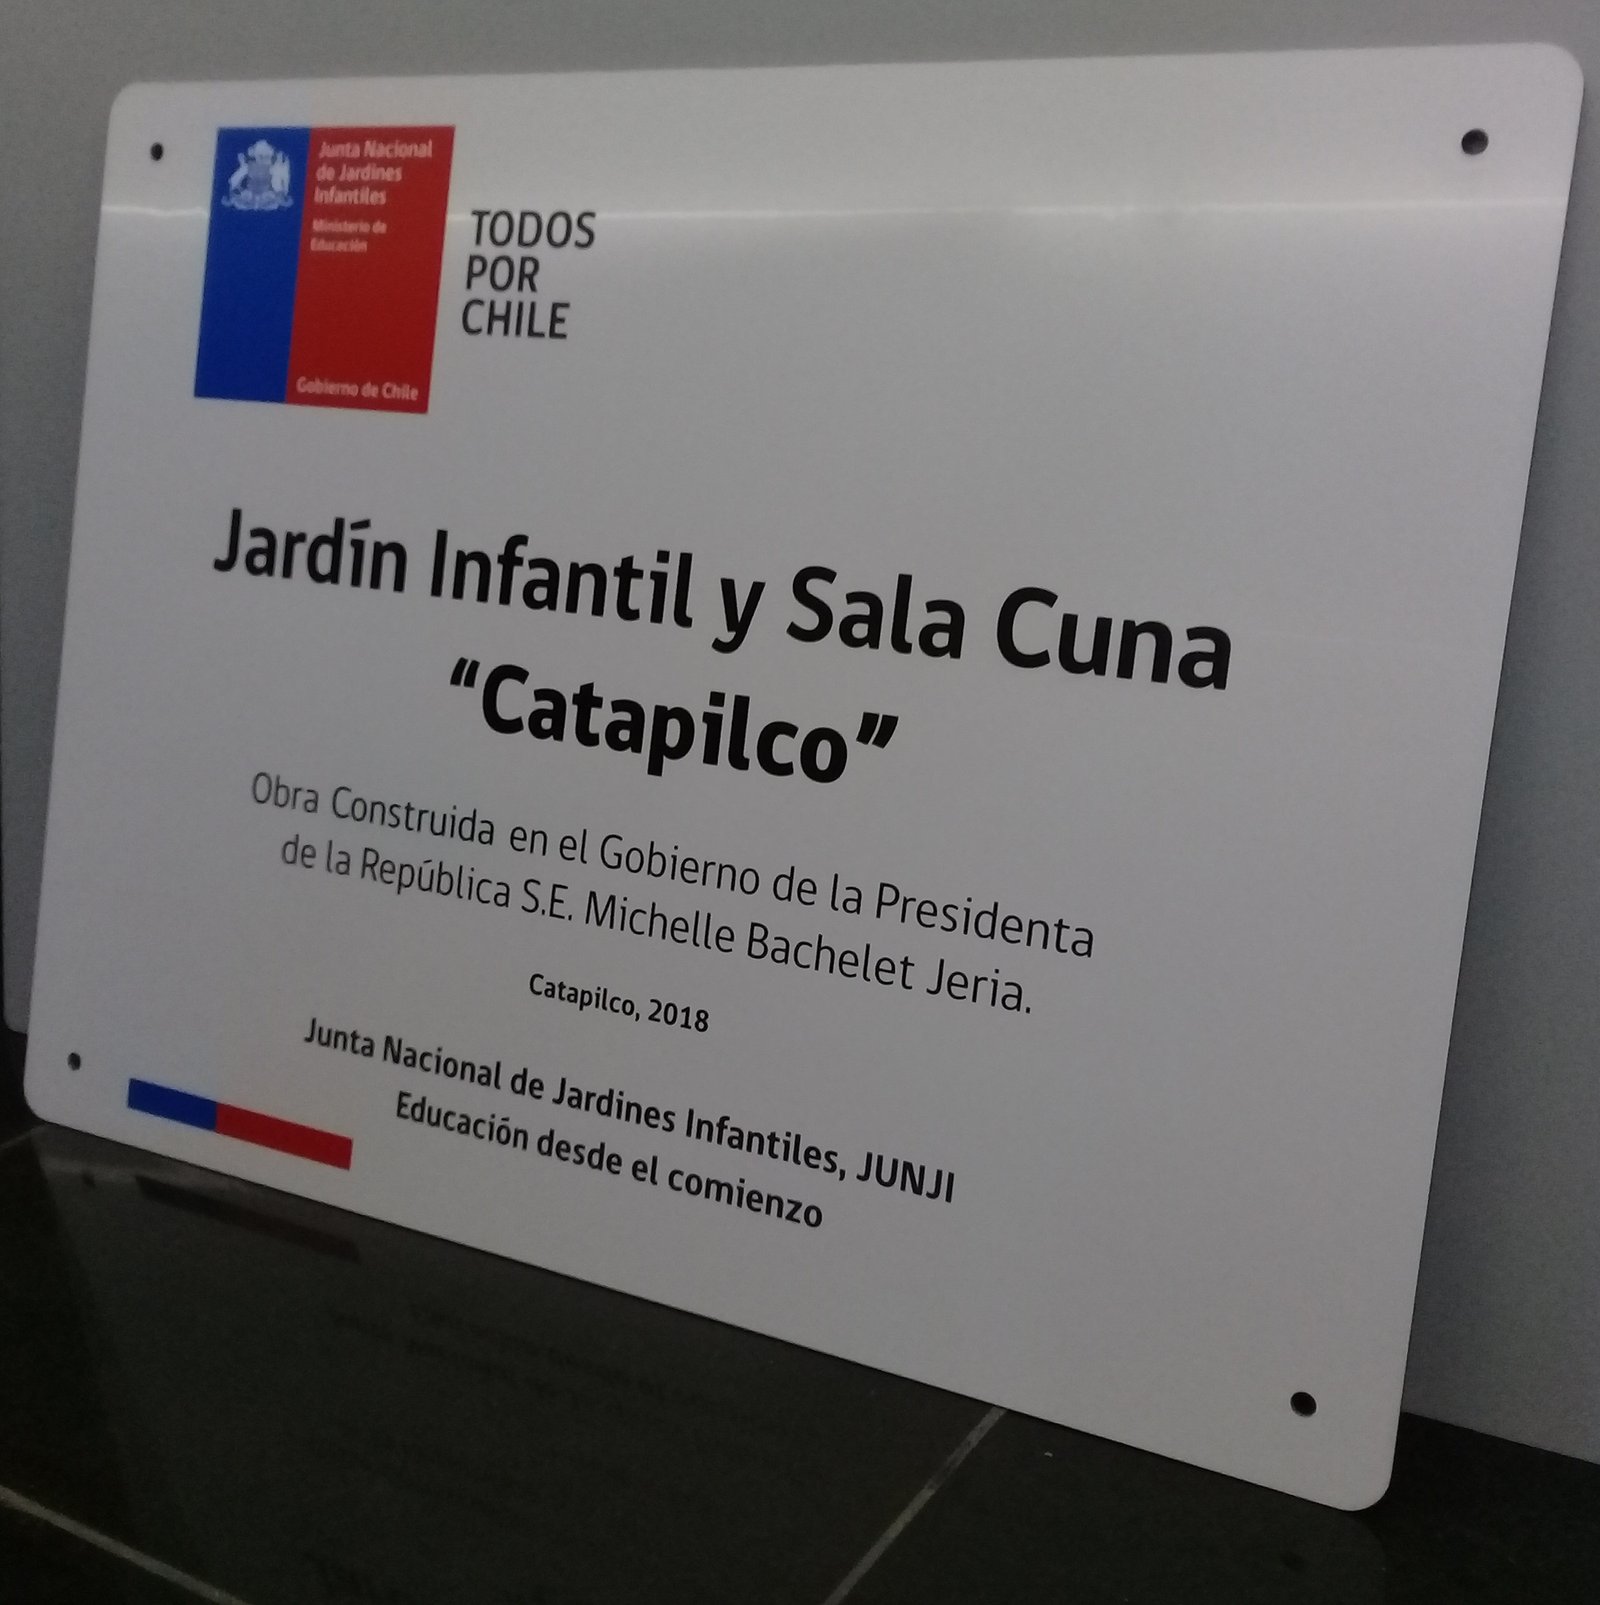 Junta Nacional
de Jardines
Infantiles
Ministerio de
Educación
Gobierno de Chile
TODOS
POR
CHILE
Jardín Infantil y Sala Cuna
“Catapilco”
Obra Construida en el Gobierno de la Presidenta
de la República S.E. Michelle Bachelet Jeria.
Catapilco, 2018
Junta Nacional de Jardines Infantiles, JUNJI
Educación desde el comienzo